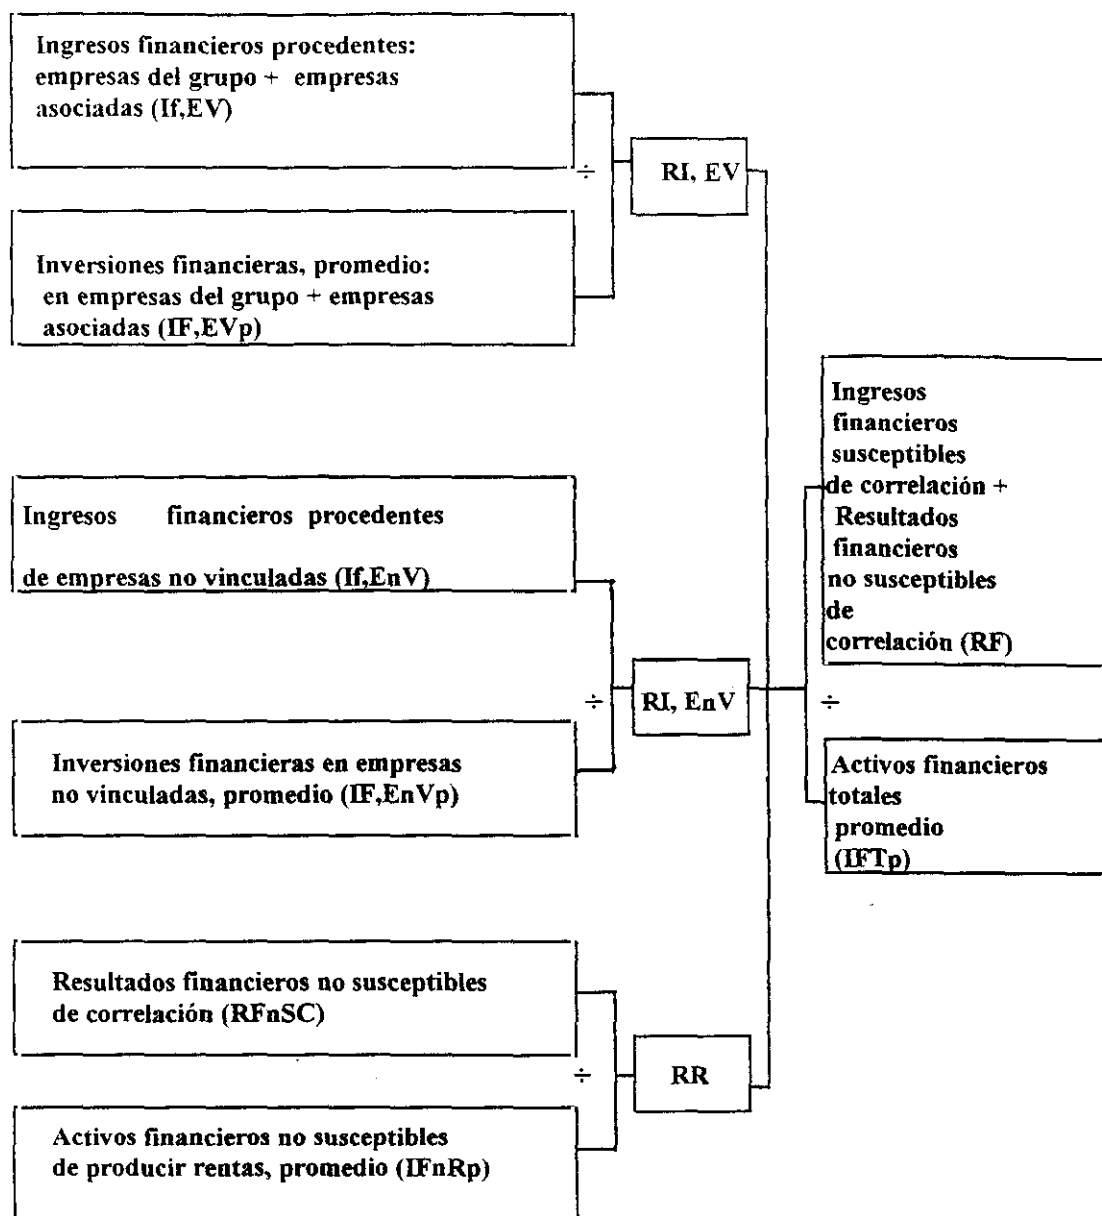 Ingresos financieros procedentes:
empresas del grupo + empresas
asociadas (If,EV)
÷
RI, EV
Inversiones financieras, promedio:
en empresas del grupo + empresas
asociadas (IF,EVp)
Ingresos financieros procedentes
de empresas no vinculadas (If,EnV)
÷
RI, EnV
Inversiones financieras en empresas
no vinculadas, promedio (IF,EnVp)
Resultados financieros no susceptibles
de correlación (RFnSC)
÷
RR
Activos financieros no susceptibles
de producir rentas, promedio (IFnRp)
Ingresos
financieros
susceptibles
de correlación +
Resultados
financieros
no susceptibles
de
correlación (RF)
÷
Activos financieros
totales
promedio
(IFTp)